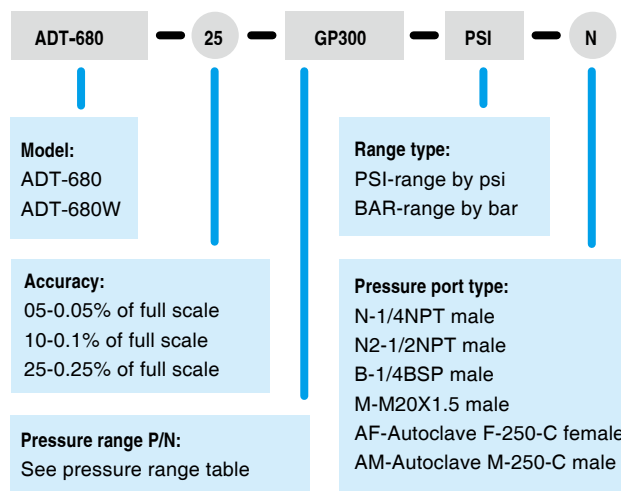 ADT-680 25 GP300 PSI N
Model:
ADT-680
ADT-680W
Range type:
PSI-range by psi
BAR-range by bar
Accuracy:
05-0.05% of full scale
10-0.1% of full scale
25-0.25% of full scale
Pressure port type:
N-1/4NPT male
N2-1/2NPT male
B-1/4BSP male
M-M20X1.5 male
AF-Autoclave F-250-C female
AM-Autoclave M-250-C male
Pressure range P/N:
See pressure range table